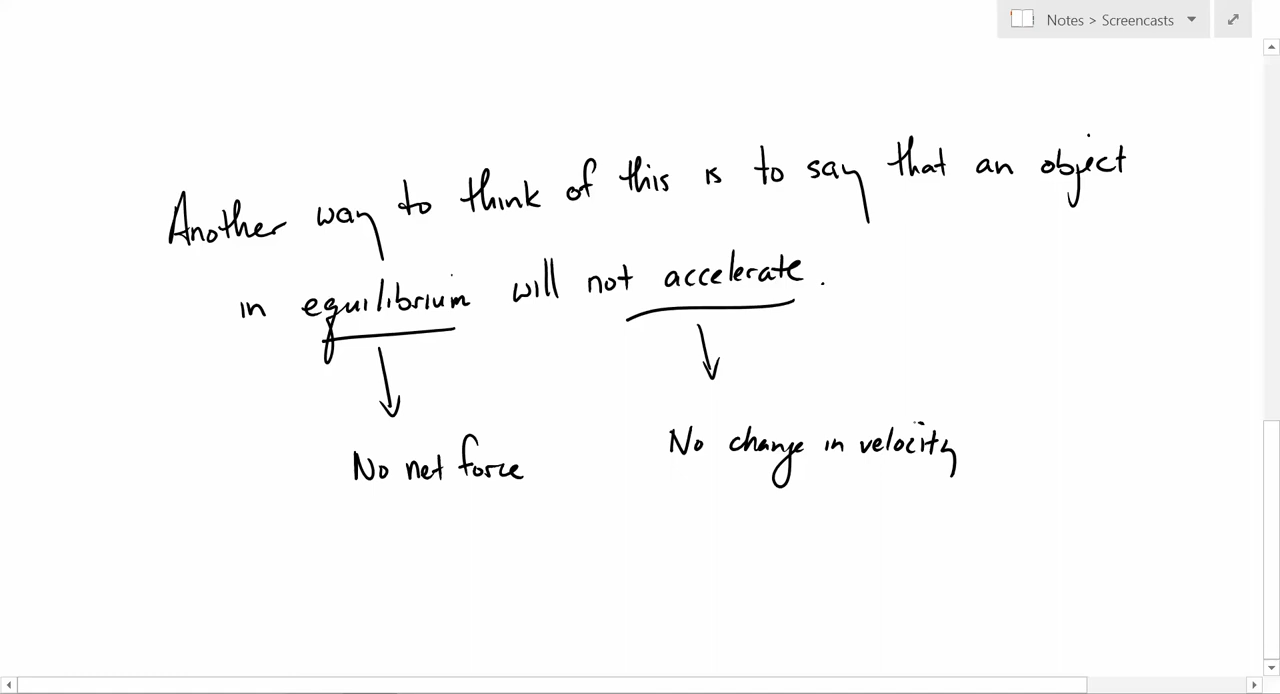 Notes > Screencasts
Another way to think of this is to say that an object
in equilibrium will not accelerate.
No net force
No change in velocity